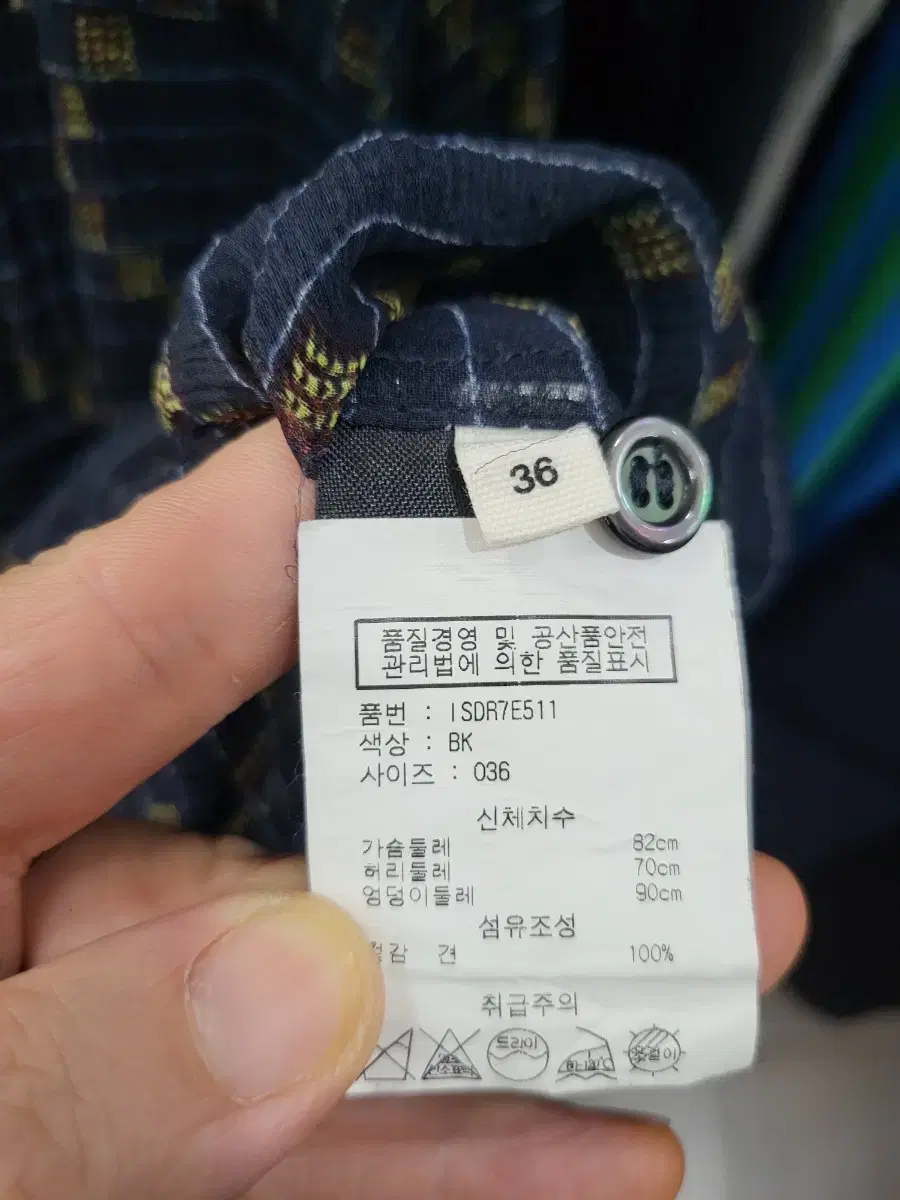 36
품질경영 및 공산품안전
관리법에 의한 품질표시
품번 : ISDR7E511
색상 : BK
사이즈 : 036
신체치수
가슴둘레 82cm
허리둘레 70cm
엉덩이둘레 90cm
섬유조성
겉감 견 100%
취급주의
드라이
옷걸이